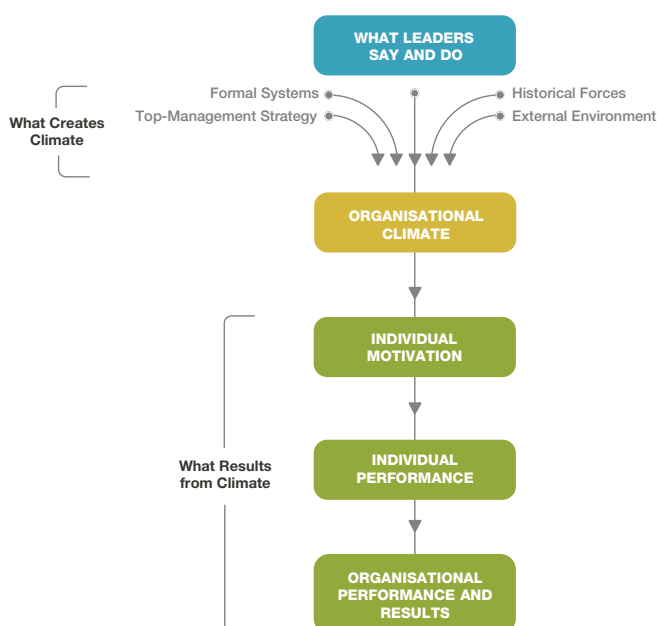 WHAT LEADERS
SAY AND DO
Formal Systems
Historical Forces
Top-Management Strategy
External Environment
What Creates
Climate
ORGANISATIONAL
CLIMATE
INDIVIDUAL
MOTIVATION
What Results
from Climate
INDIVIDUAL
PERFORMANCE
ORGANISATIONAL
PERFORMANCE AND
RESULTS